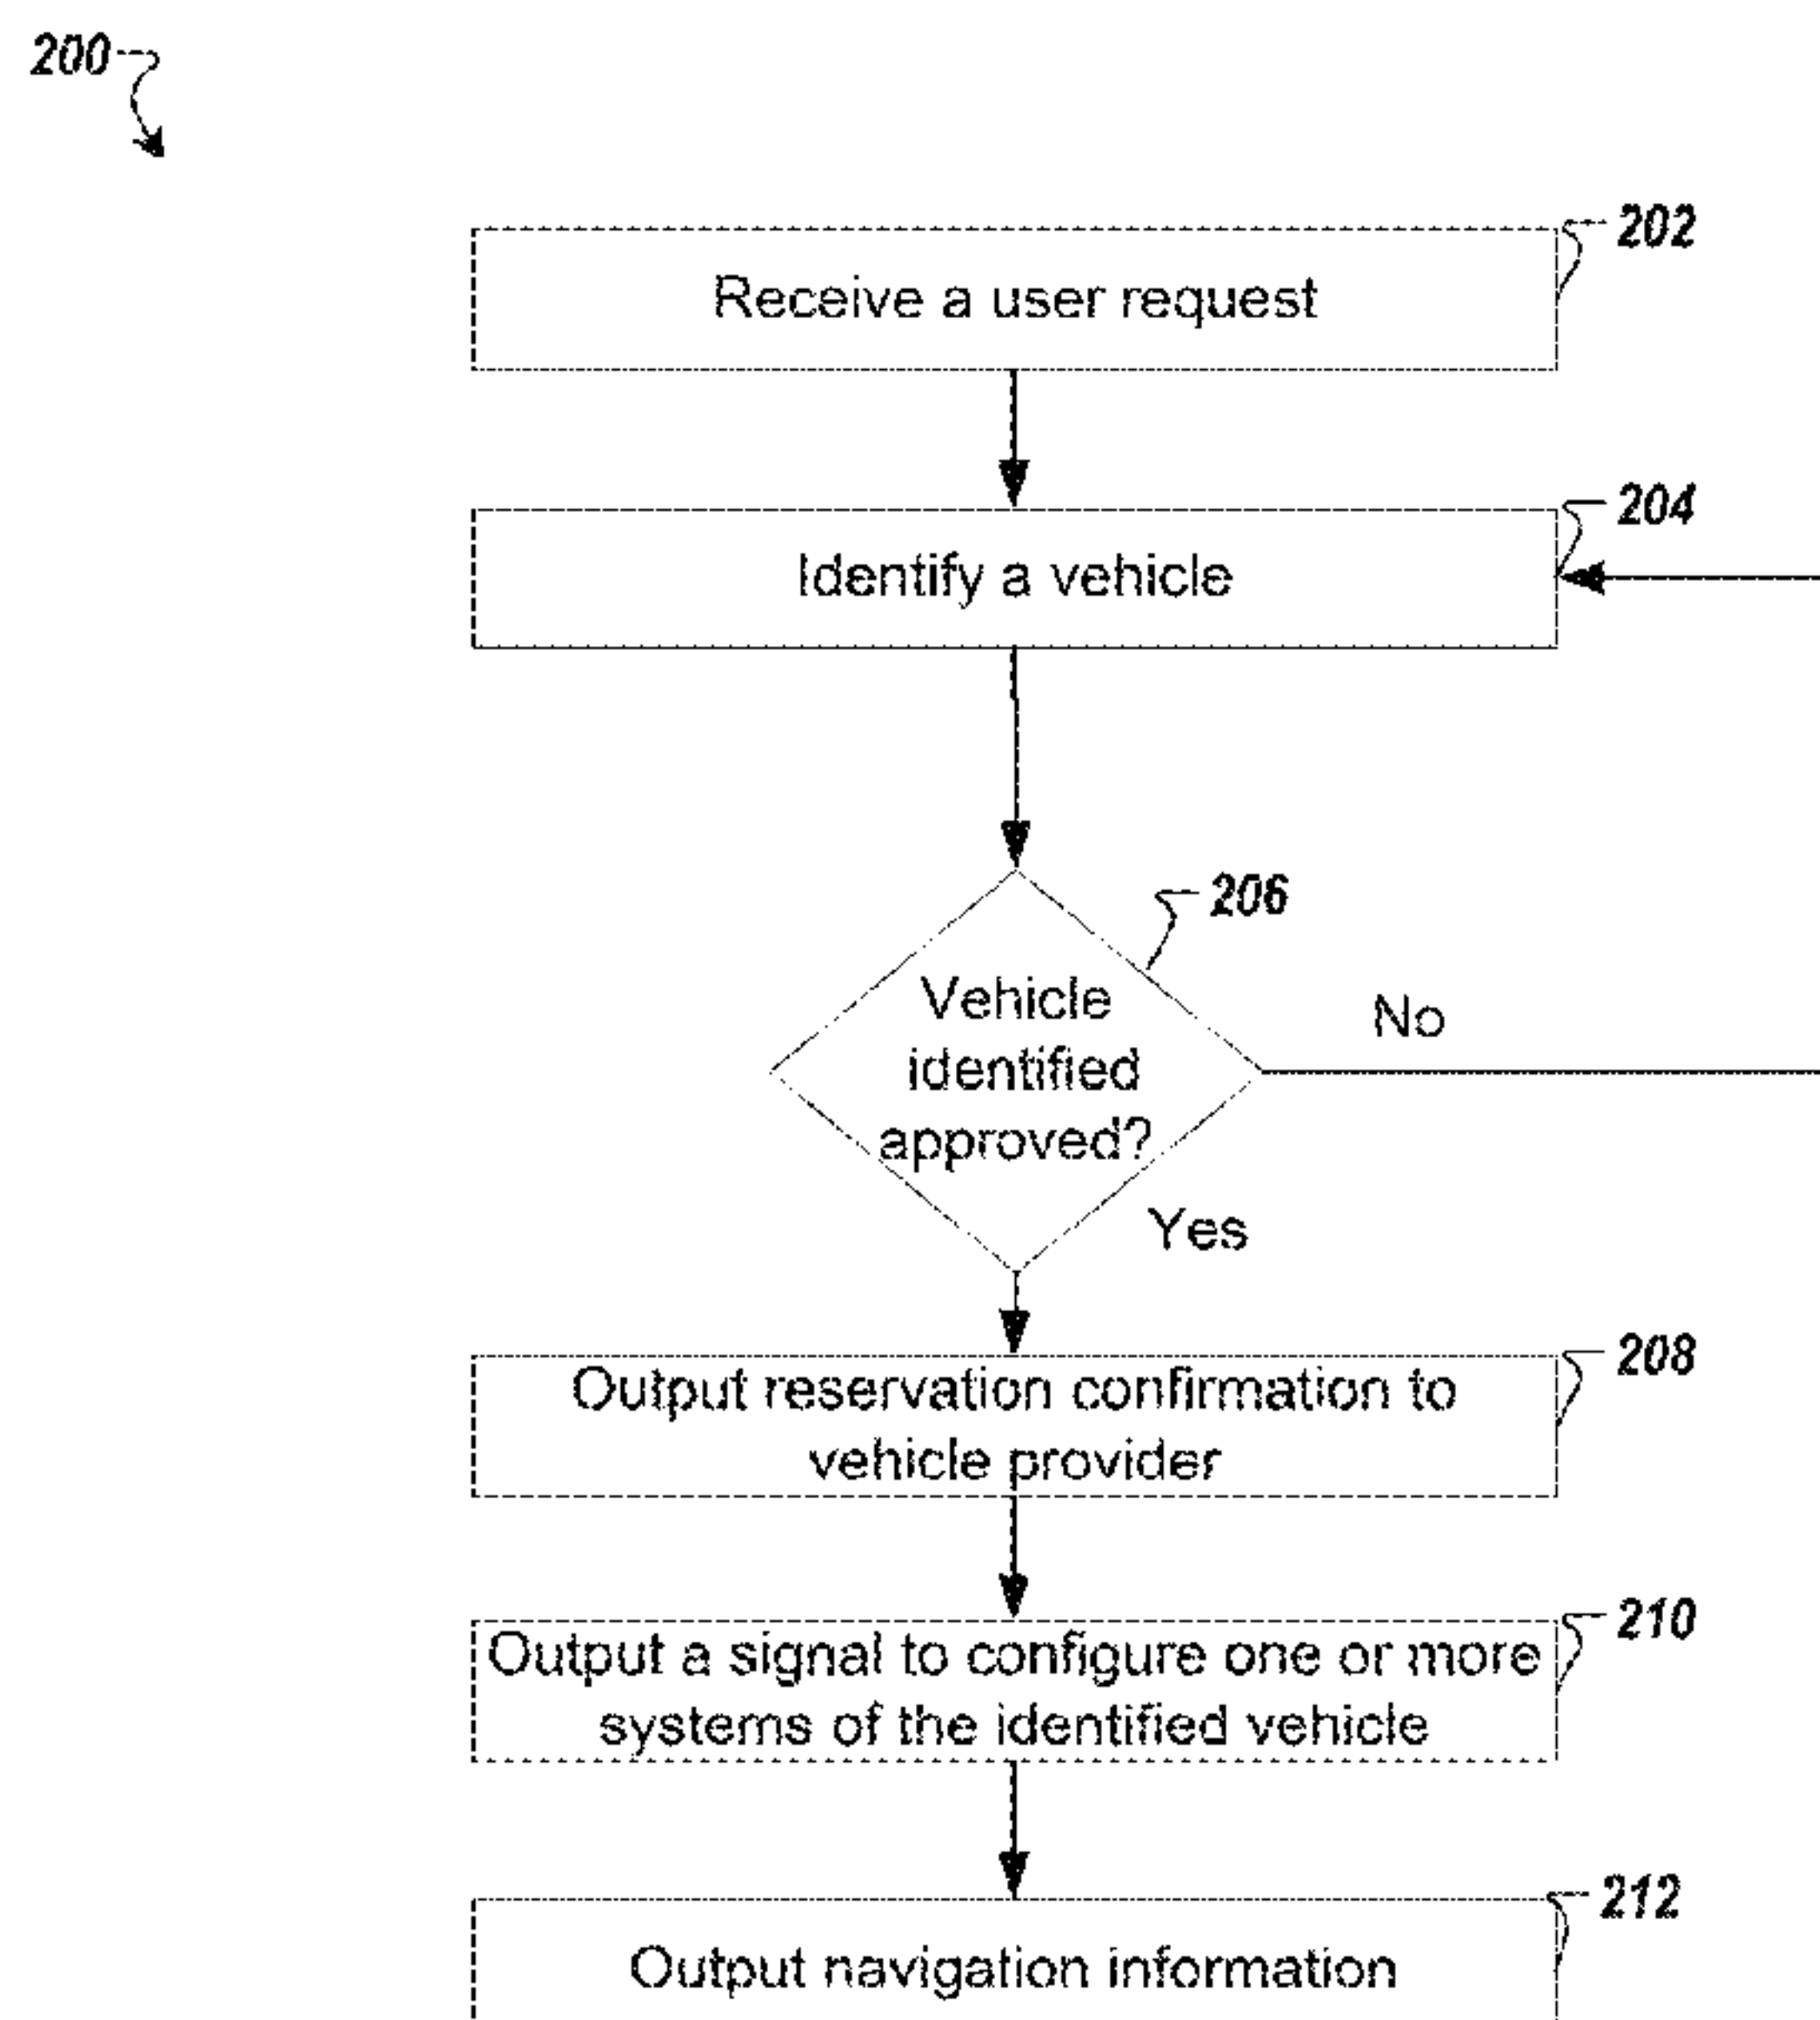 200
202
Receive a user request
204
Identify a vehicle
206
Vehicle
identified
approved?
No
Yes
208
Output reservation confirmation to
vehicle provider
210
Output a signal to configure one or more
systems of the identified vehicle
212
Output navigation information